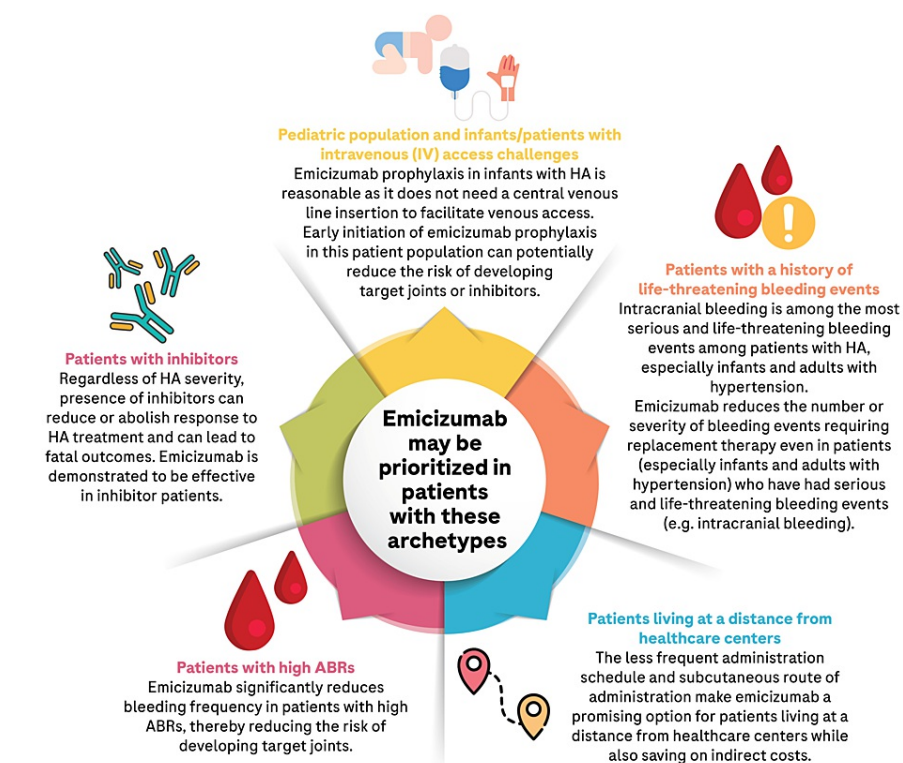 Pediatric population and infants/patients with
intravenous (IV) access challenges
Emicizumab prophylaxis in infants with HA is
reasonable as it does not need a central venous
line insertion to facilitate venous access.
Early initiation of emicizumab prophylaxis
in this patient population can potentially
reduce the risk of developing
target joints or inhibitors.
Patients with a history of
life-threatening bleeding events
Intracranial bleeding is among the most
serious and life-threatening bleeding
events among patients with HA,
especially infants and adults with
hypertension.
Emicizumab reduces the number or
severity of bleeding events requiring
replacement therapy even in patients
(especially infants and adults with
hypertension) who have had serious
and life-threatening bleeding events
(e.g. intracranial bleeding).
Patients with inhibitors
Regardless of HA severity,
presence of inhibitors can
reduce or abolish response to
HA treatment and can lead to
fatal outcomes. Emicizumab is
demonstrated to be effective
in inhibitor patients.
Emicizumab
may be
prioritized in
patients
with these
archetypes
Patients with high ABRs
Emicizumab significantly reduces
bleeding frequency in patients with high
ABRs, thereby reducing the risk of
developing target joints.
Patients living at a distance from
healthcare centers
The less frequent administration
schedule and subcutaneous route of
administration make emicizumab a
promising option for patients living at a
distance from healthcare centers while
also saving on indirect costs.